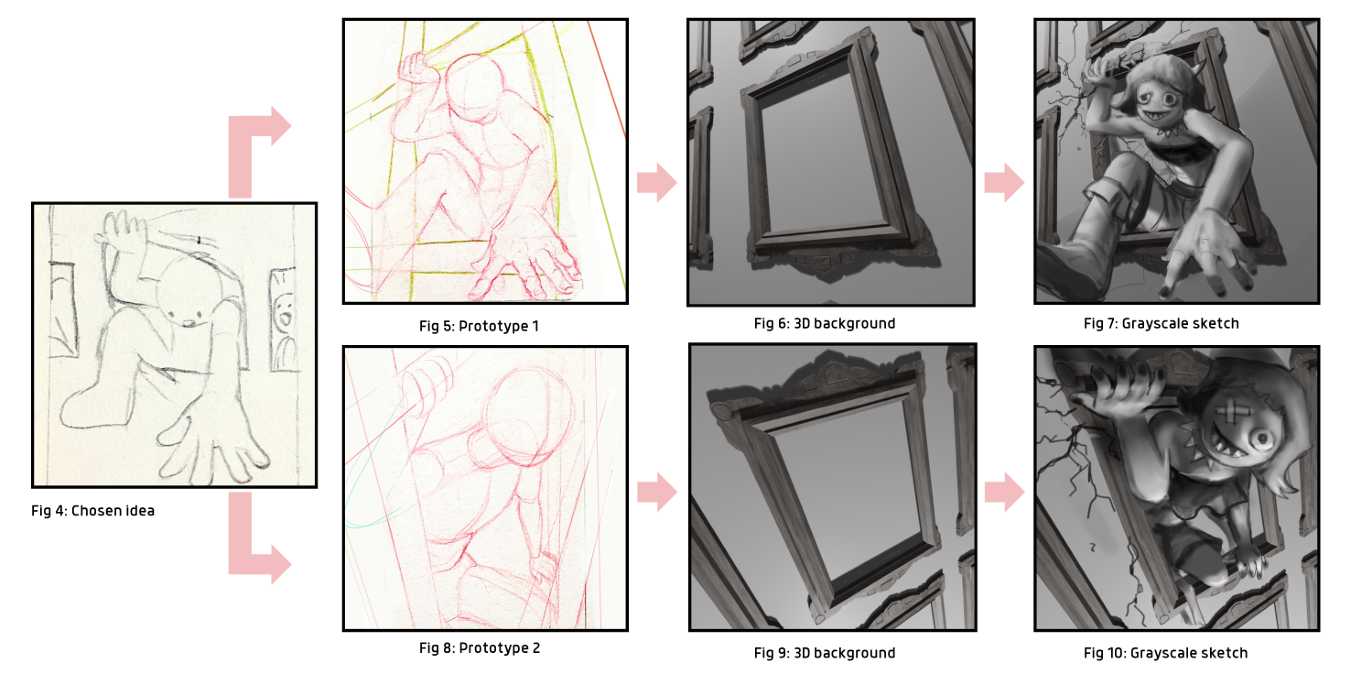 Fig 5: Prototype 1
Fig 6: 3D background
Fig 7: Grayscale sketch
Fig 4: Chosen idea
Fig 8: Prototype 2
Fig 9: 3D background
Fig 10: Grayscale sketch